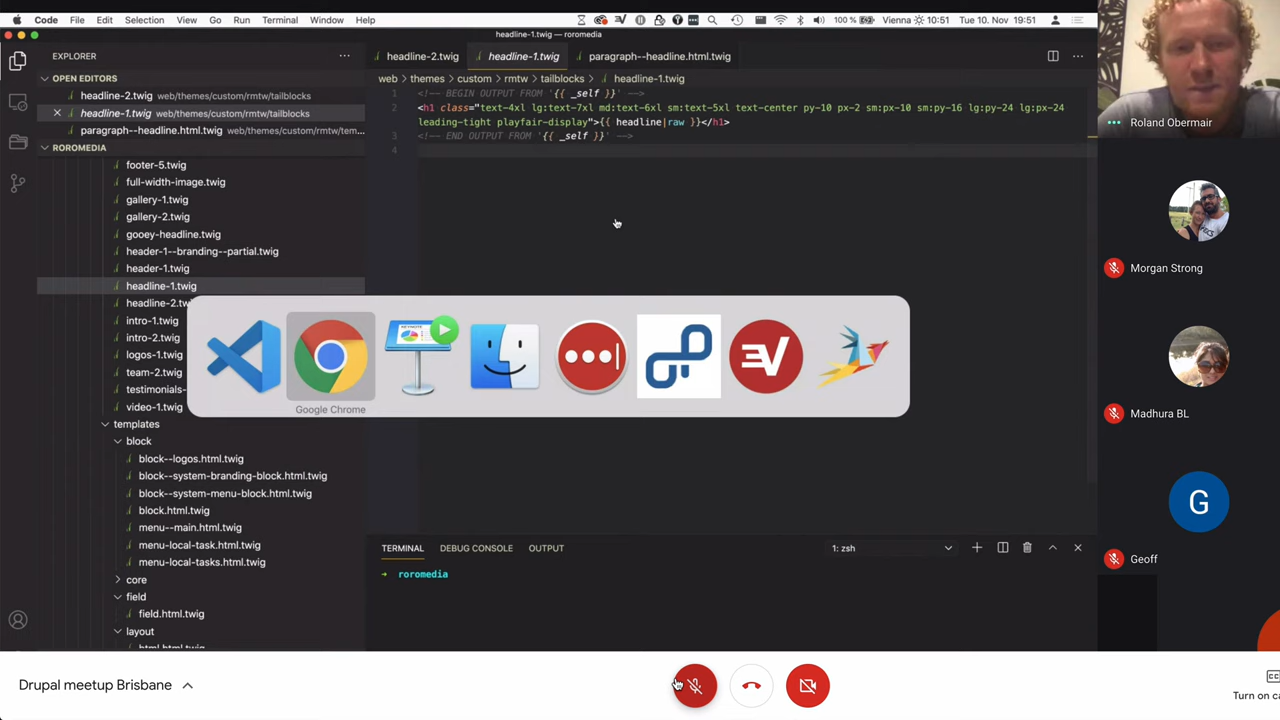 Code File Edit Selection View Go Run Terminal Window Help 100 % Vienna 10:51 Tue 10. Nov 19:51
headline-1.twig — roromedia
EXPLORER
headline-2.twig headline-1.twig paragraph--headline.html.twig
OPEN EDITORS
headline-2.twig web/themes/custom/rmtw/tailblocks
headline-1.twig web/themes/custom/rmtw/tailblocks
paragraph--headline.html.twig web/themes/custom/rmtw/tem...
ROROMEDIA
footer-5.twig
full-width-image.twig
gallery-1.twig
gallery-2.twig
gooey-headline.twig
header-1--branding--partial.twig
header-1.twig
headline-1.twig
headline-2.twi
intro-1.twig
intro-2.twig
logos-1.twig
team-2.twig
testimonials-
video-1.twig
templates
block
block--logos.html.twig
block--system-branding-block.html.twig
block--system-menu-block.html.twig
block.html.twig
menu--main.html.twig
menu-local-task.html.twig
menu-local-tasks.html.twig
core
field
field.html.twig
layout
web > themes > custom > rmtw > tailblocks > headline-1.twig
1 <!-- BEGIN OUTPUT FROM '{{ _self }}' -->
2 <h1 class="text-4xl lg:text-7xl md:text-6xl sm:text-5xl text-center py-10 px-2 sm:px-10 sm:py-16 lg:py-24 lg:px-24
leading-tight playfair-display">{{ headline|raw }}</h1>
3 <!-- END OUTPUT FROM '{{ _self }}' -->
4
Google Chrome
TERMINAL DEBUG CONSOLE OUTPUT 1: zsh
→ roromedia
Roland Obermair
Morgan Strong
Madhura BL
G
Geoff
Drupal meetup Brisbane
CC
Turn on ca